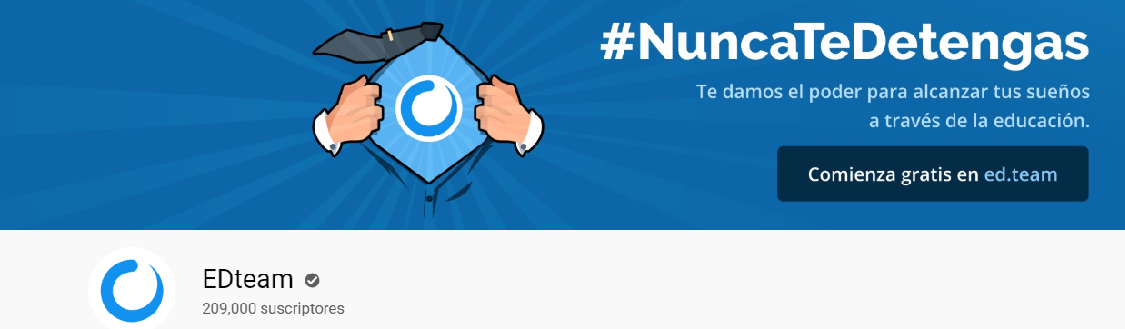 #NuncaTeDetengas
Te damos el poder para alcanzar tus sueños
a través de la educación.
Comienza gratis en ed.team
EDteam
209,000 suscriptores